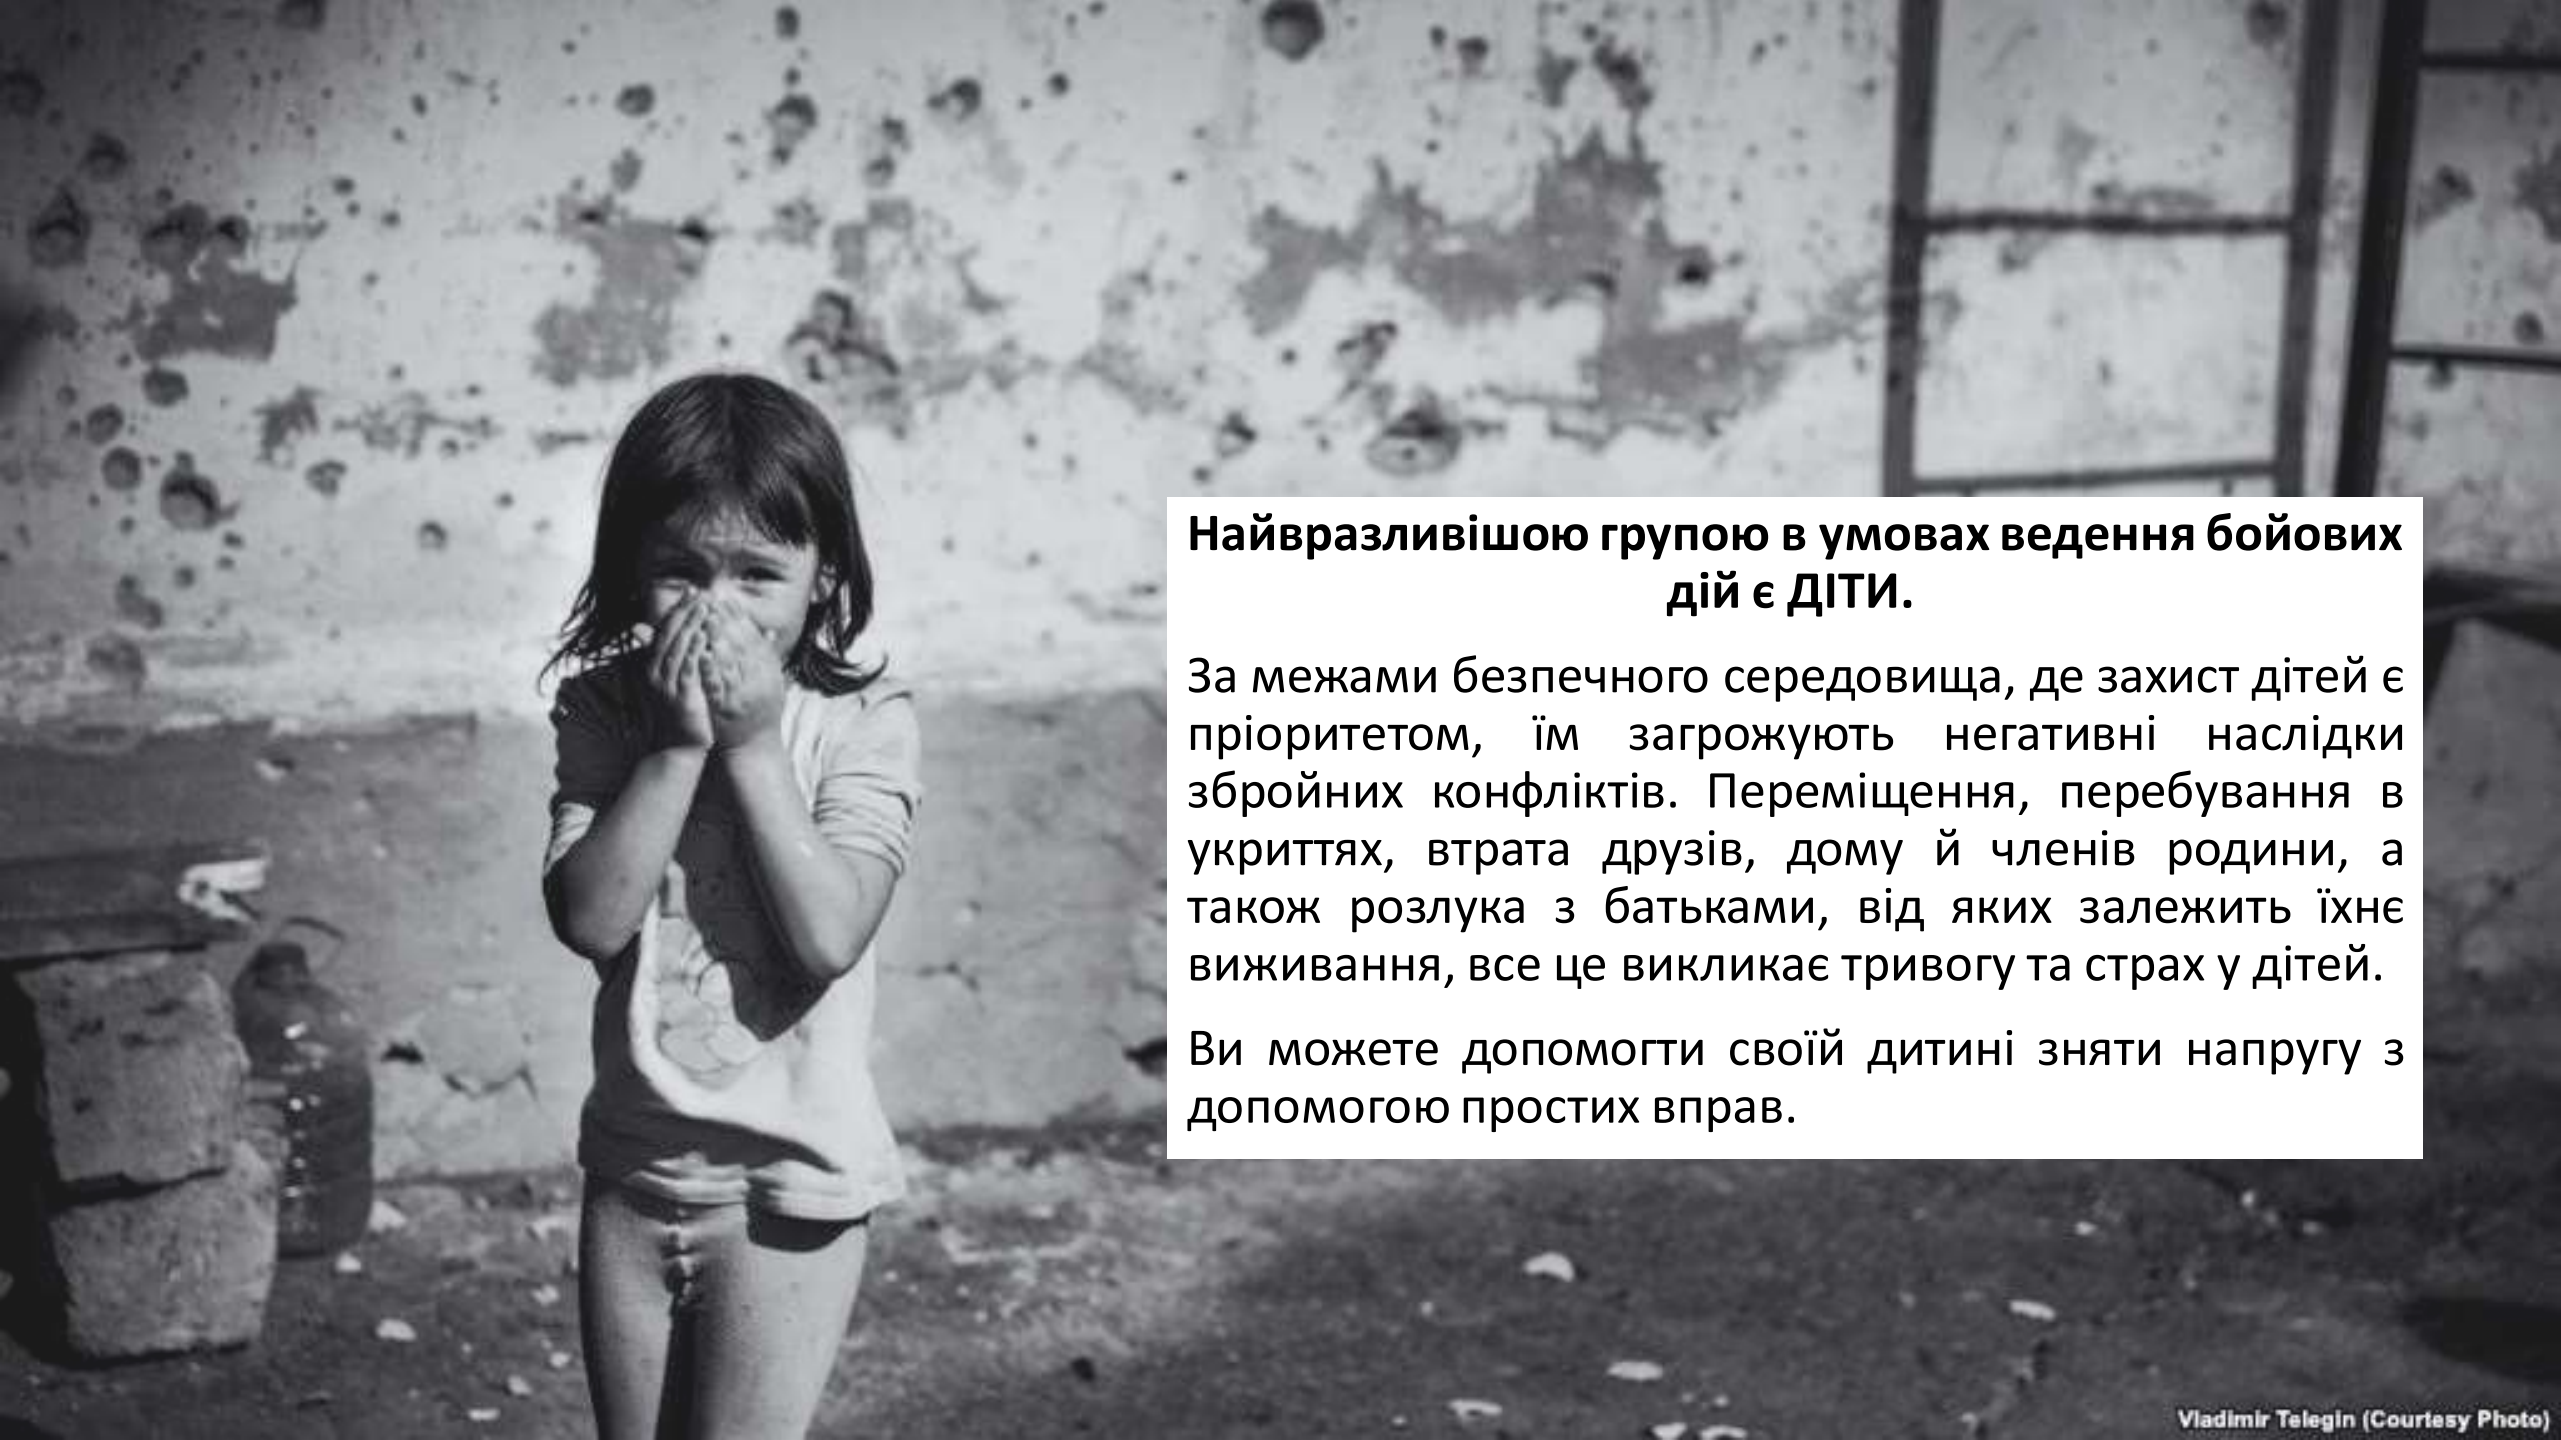 Найвразливішою групою в умовах ведення бойових
дій є ДІТИ.
За межами безпечного середовища, де захист дітей є
пріоритетом, їм загрожують негативні наслідки
збройних конфліктів. Переміщення, перебування в
укриттях, втрата друзів, дому й членів родини, а
також розлука з батьками, від яких залежить їхнє
виживання, все це викликає тривогу та страх у дітей.
Ви можете допомогти своїй дитині зняти напругу з
допомогою простих вправ.
Vladimir Telegin (Courtesy Photo)